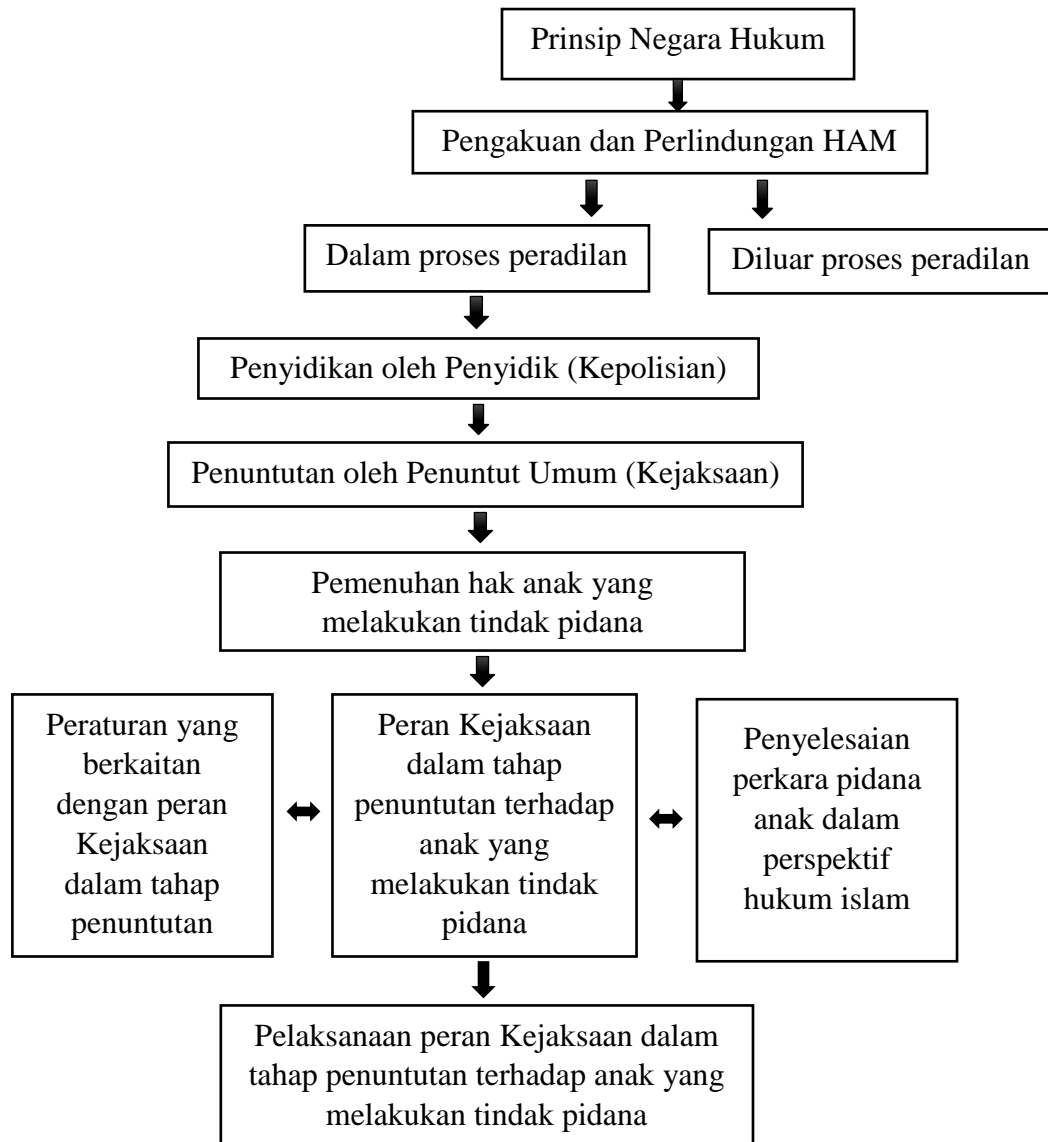 Prinsip Negara Hukum
Pengakuan dan Perlindungan HAM
Dalam proses peradilan
Diluar proses peradilan
Penyidikan oleh Penyidik (Kepolisian)
Penuntutan oleh Penuntut Umum (Kejaksaan)
Pemenuhan hak anak yang
melakukan tindak pidana
Peraturan yang
berkaitan
dengan peran
Kejaksaan
dalam tahap
penuntutan
Peran Kejaksaan
dalam tahap
penuntutan terhadap
anak yang
melakukan tindak
pidana
Penyelesaian
perkara pidana
anak dalam
perspektif
hukum islam
Pelaksanaan peran Kejaksaan dalam
tahap penuntutan terhadap anak yang
melakukan tindak pidana